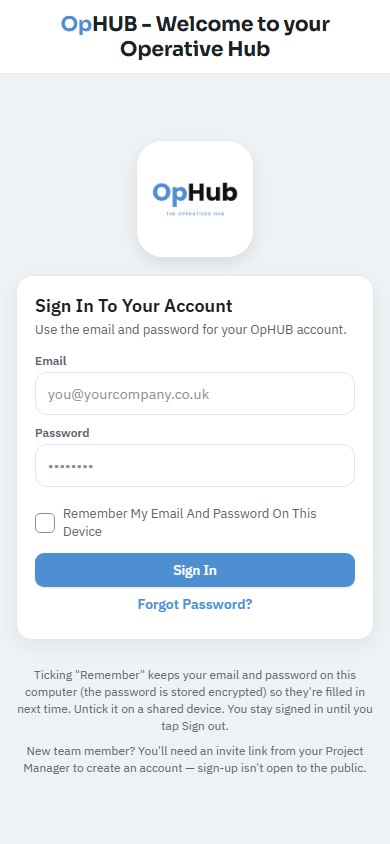 OpHUB - Welcome to your
Operative Hub
OpHub
THE OPERATIVES HUB
Sign In To Your Account
Use the email and password for your OpHUB account.
Email
you@yourcompany.co.uk
Password
••••••••
Remember My Email And Password On This
Device
Sign In
Forgot Password?
Ticking "Remember" keeps your email and password on this
computer (the password is stored encrypted) so they're filled in
next time. Untick it on a shared device. You stay signed in until you
tap Sign out.
New team member? You'll need an invite link from your Project
Manager to create an account — sign-up isn't open to the public.